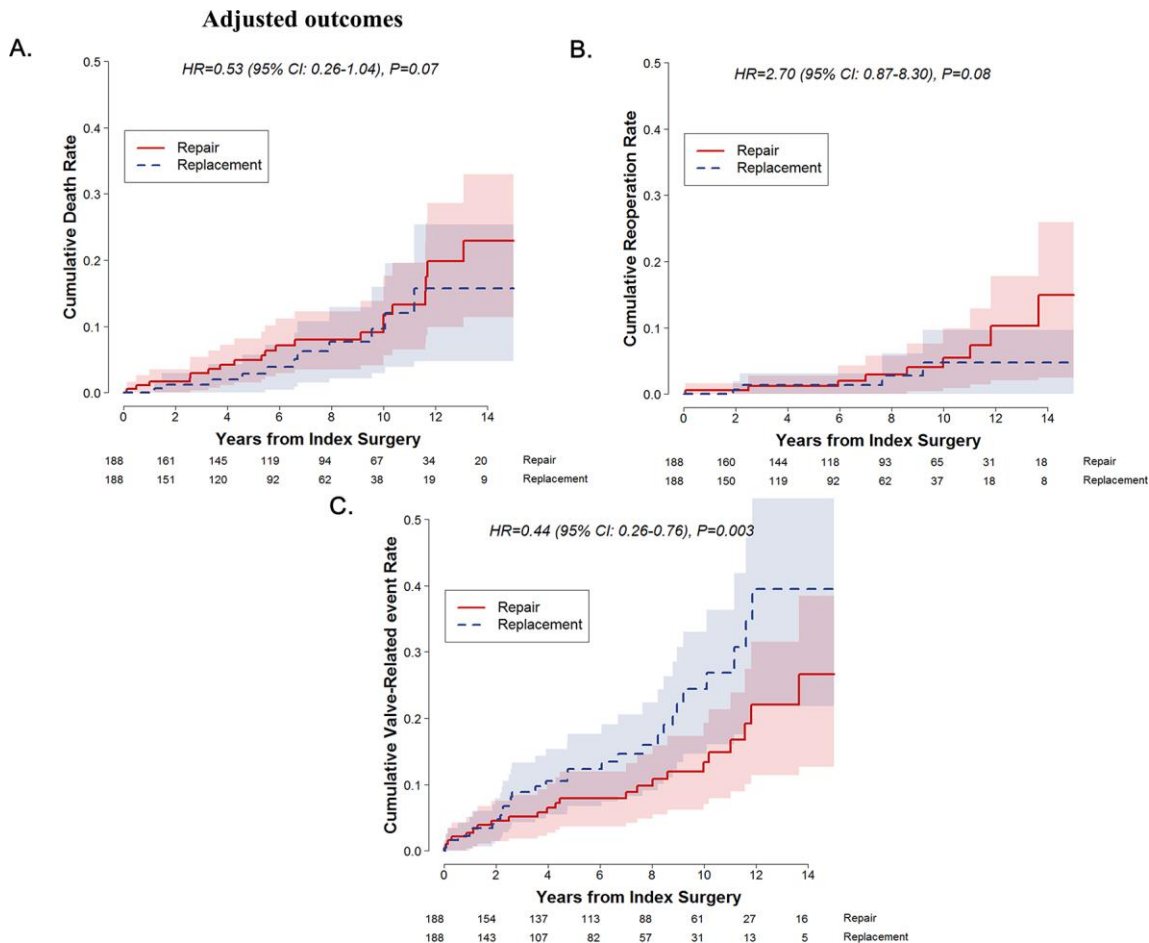 Adjusted outcomes
A.
HR=0.53 (95% CI: 0.26-1.04), P=0.07
Cumulative Death Rate
0.5
0.4
0.3
0.2
0.1
0.0
Repair
Replacement
0 2 4 6 8 10 12 14
Years from Index Surgery
188 161 145 119 94 67 34 20 Repair
188 151 120 92 62 38 19 9 Replacement
B.
HR=2.70 (95% CI: 0.87-8.30), P=0.08
Cumulative Reoperation Rate
0.5
0.4
0.3
0.2
0.1
0.0
Repair
Replacement
0 2 4 6 8 10 12 14
Years from Index Surgery
188 160 144 118 93 65 31 18 Repair
188 150 119 92 62 37 18 8 Replacement
C.
HR=0.44 (95% CI: 0.26-0.76), P=0.003
Cumulative Valve-Related event Rate
0.5
0.4
0.3
0.2
0.1
0.0
Repair
Replacement
0 2 4 6 8 10 12 14
Years from Index Surgery
188 154 137 113 88 61 27 16 Repair
188 143 107 82 57 31 13 5 Replacement